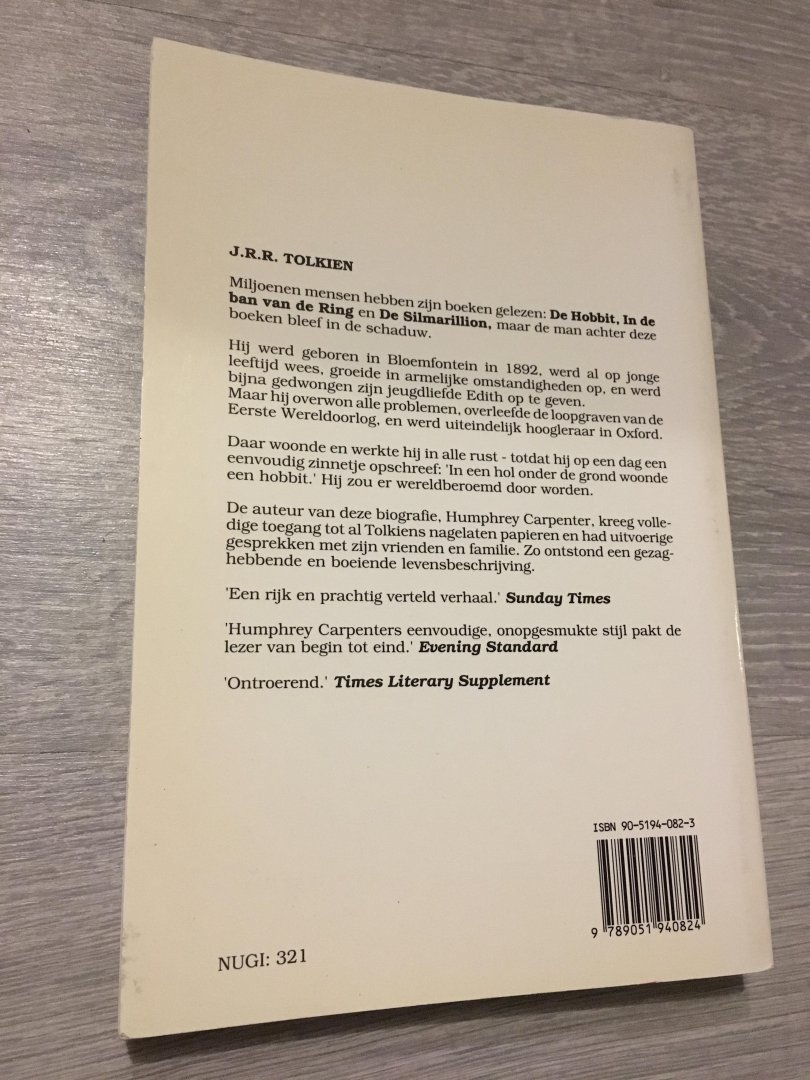 J.R.R. TOLKIEN
Miljoenen mensen hebben zijn boeken gelezen: De Hobbit, In de
ban van de Ring en De Silmarillion, maar de man achter deze
boeken bleef in de schaduw.
Hij werd geboren in Bloemfontein in 1892, werd al op jonge
leeftijd wees, groeide in armelijke omstandigheden op, en werd
bijna gedwongen zijn jeugdliefde Edith op te geven.
Maar hij overwon alle problemen, overleefde de loopgraven van de
Eerste Wereldoorlog, en werd uiteindelijk hoogleraar in Oxford.
Daar woonde en werkte hij in alle rust - totdat hij op een dag een
eenvoudig zinnetje opschreef: 'In een hol onder de grond woonde
een hobbit.' Hij zou er wereldberoemd door worden.
De auteur van deze biografie, Humphrey Carpenter, kreeg volle-
dige toegang tot al Tolkiens nagelaten papieren en had uitvoerige
gesprekken met zijn vrienden en familie. Zo ontstond een gezag-
hebbende en boeiende levensbeschrijving.
'Een rijk en prachtig verteld verhaal.' Sunday Times
'Humphrey Carpenters eenvoudige, onopgesmukte stijl pakt de
lezer van begin tot eind.' Evening Standard
'Ontroerend.' Times Literary Supplement
ISBN 90-5194-082-3
9 789051 940824
NUGI: 321